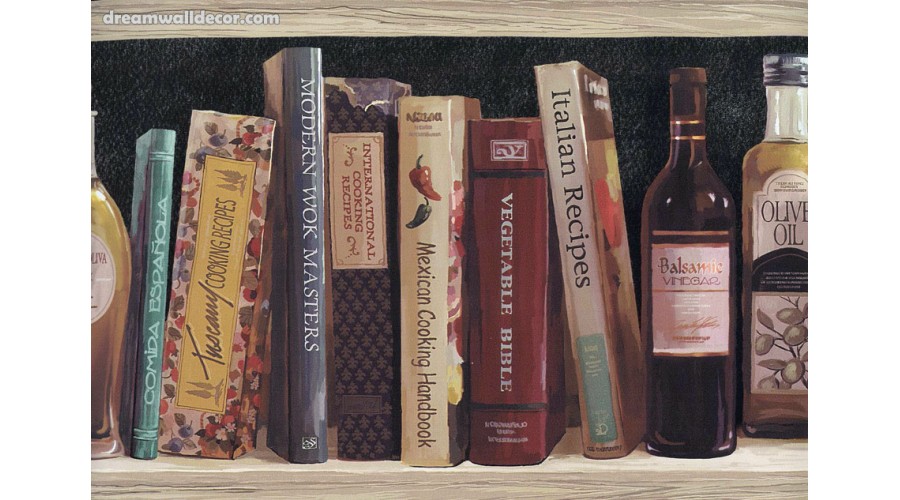 dreamwalldecor.com
OLIVA
COMIDA ESPAÑOLA
Tuscany COOKING RECIPES
MODERN WOK MASTERS
INTERNATIONAL
COOKING
RECIPES
Mexican Cooking Handbook
VEGETABLE BIBLE
Italian Recipes
Balsamic
VINEGAR
OLIVE
OIL